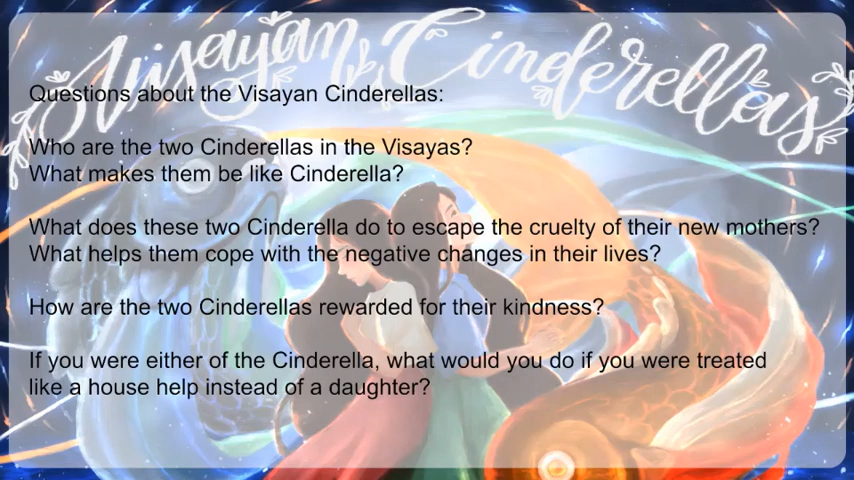 Visayan Cinderellas
Questions about the Visayan Cinderellas:
Who are the two Cinderellas in the Visayas?
What makes them be like Cinderella?
What does these two Cinderella do to escape the cruelty of their new mothers?
What helps them cope with the negative changes in their lives?
How are the two Cinderellas rewarded for their kindness?
If you were either of the Cinderella, what would you do if you were treated
like a house help instead of a daughter?